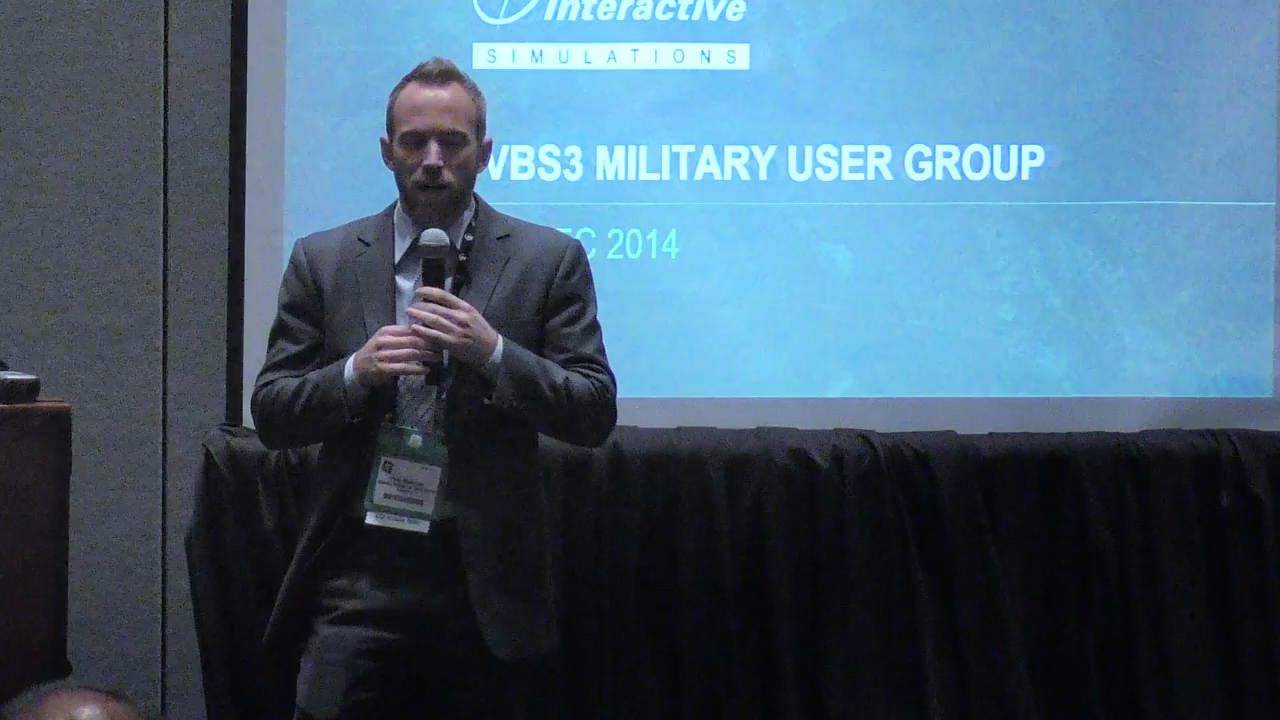 Interactive
SIMULATIONS
VBS3 MILITARY USER GROUP
EC 2014